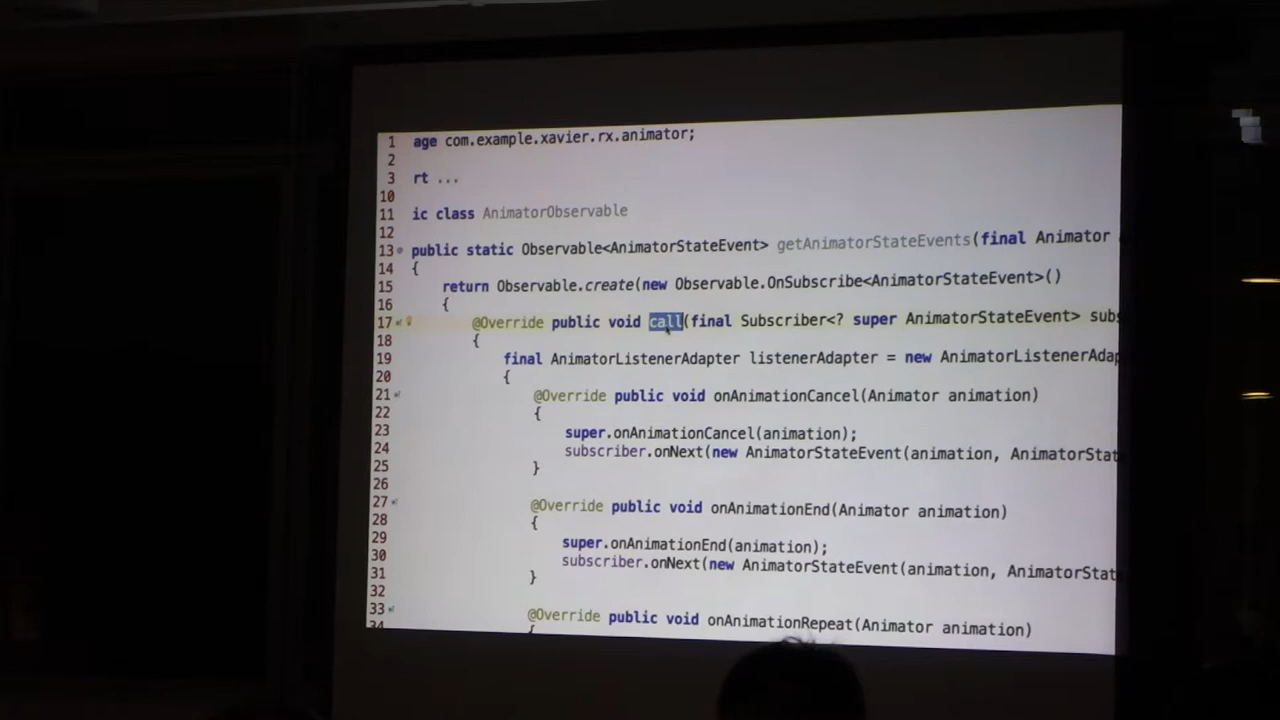 1 age com.example.xavier.rx.animator;
2
3 rt ...
10
11 ic class AnimatorObservable
12
13 public static Observable<AnimatorStateEvent> getAnimatorStateEvents(final Animator
14 {
15 return Observable.create(new Observable.OnSubscribe<AnimatorStateEvent>()
16 {
17 @Override public void call(final Subscriber<? super AnimatorStateEvent> subs
18 {
19 final AnimatorListenerAdapter listenerAdapter = new AnimatorListenerAdap
20 {
21 @Override public void onAnimationCancel(Animator animation)
22 {
23 super.onAnimationCancel(animation);
24 subscriber.onNext(new AnimatorStateEvent(animation, AnimatorStat
25 }
26
27 @Override public void onAnimationEnd(Animator animation)
28 {
29 super.onAnimationEnd(animation);
30 subscriber.onNext(new AnimatorStateEvent(animation, AnimatorStat
31 }
32
33 @Override public void onAnimationRepeat(Animator animation)
34 {